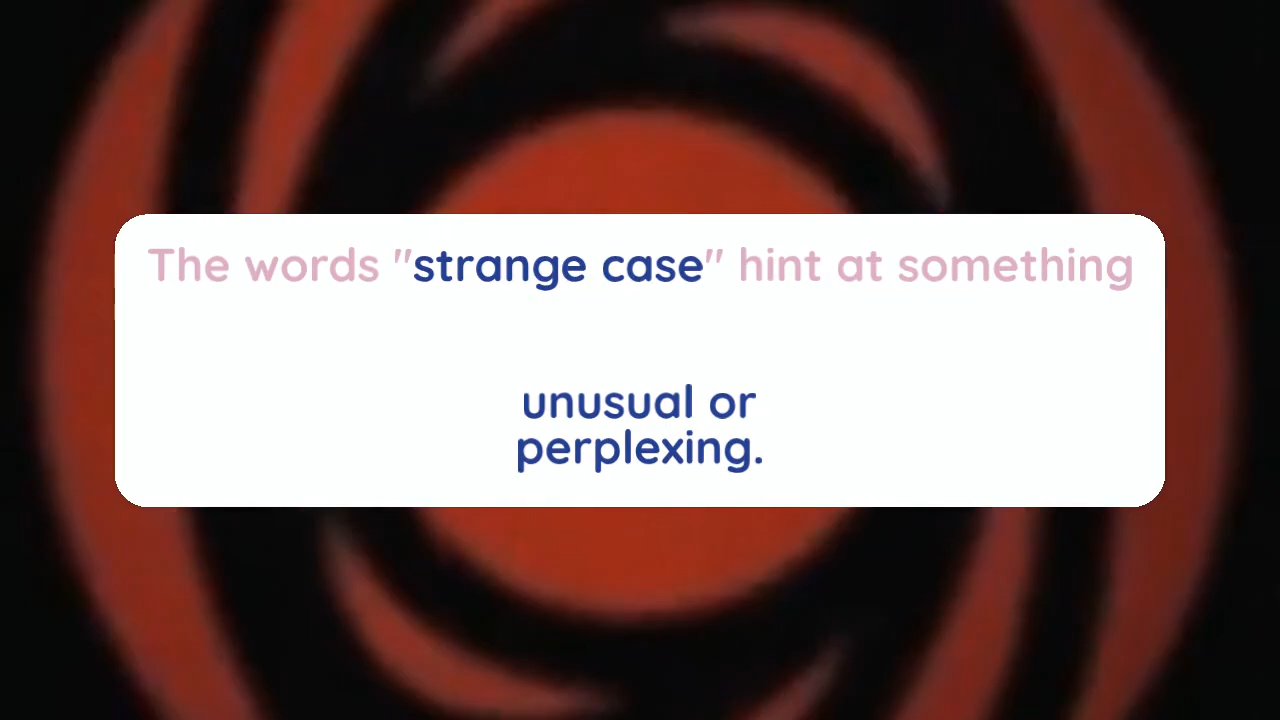 The words "strange case" hint at something
unusual or
perplexing.